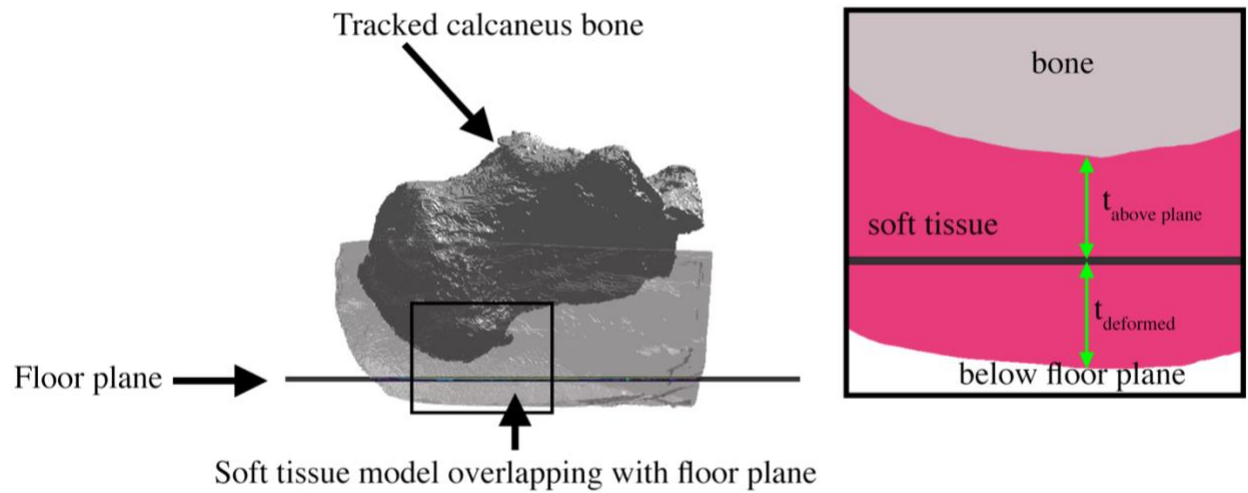 Tracked calcaneus bone
Floor plane
Soft tissue model overlapping with floor plane
bone
t above plane
soft tissue
t deformed
below floor plane